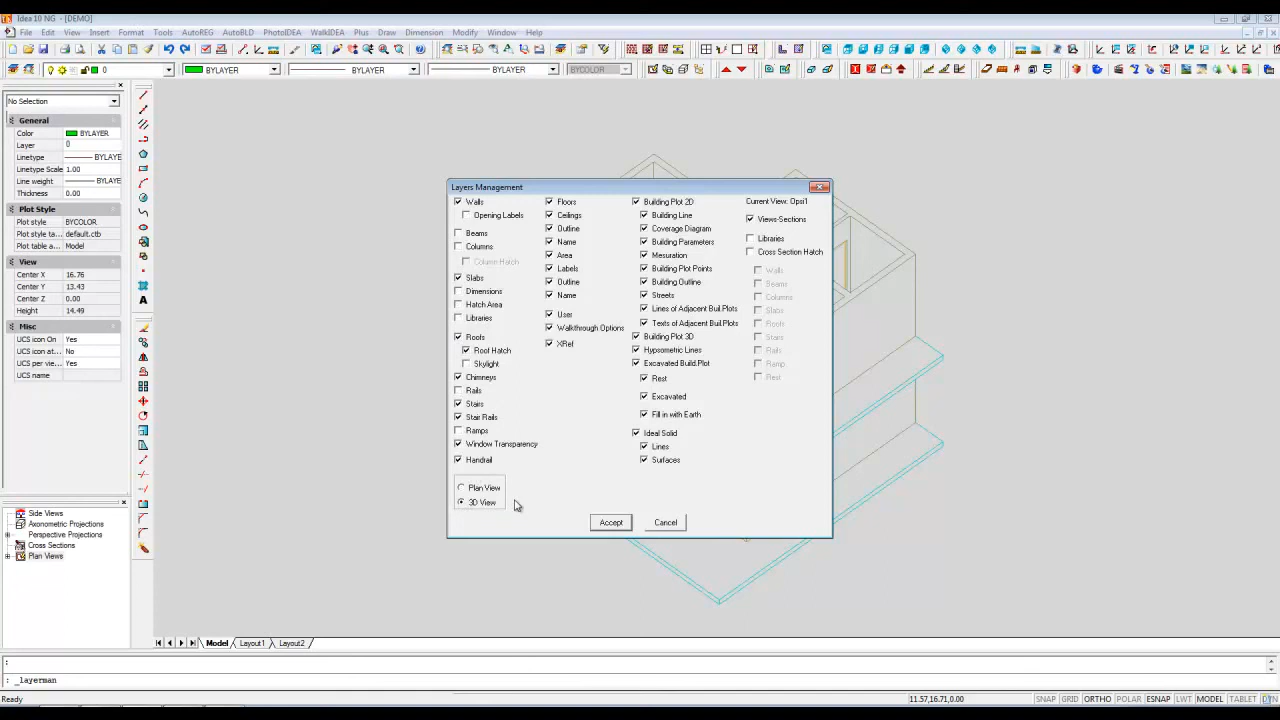 Idea 10 NG - [DEMO]
File Edit View Insert Format Tools AutoREG AutoBLD PhotoIDEA WalkIDEA Plus Draw Dimension Modify Window Help
0 BYLAYER BYLAYER BYLAYER BYCOLOR
No Selection
General
Color BYLAYER
Layer 0
Linetype BYLAYE
Linetype Scale 1.00
Line weight BYLAYE
Thickness 0.00
Plot Style
Plot style BYCOLOR
Plot style ta... default.ctb
Plot table a... Model
View
Center X 16.76
Center Y 13.43
Center Z 0.00
Height 14.49
Misc
UCS icon On Yes
UCS icon at... No
UCS per vie... Yes
UCS name
Side Views
Axonometric Projections
Perspective Projections
Cross Sections
Plan Views
Layers Management
Walls
Opening Labels
Beams
Columns
Column Hatch
Slabs
Dimensions
Hatch Area
Libraries
Roofs
Roof Hatch
Skylight
Chimneys
Rails
Stairs
Stair Rails
Ramps
Window Transparency
Handrail
Plan View
3D View
Floors
Ceilings
Outline
Name
Area
Labels
Outline
Name
User
Walkthrough Options
XRef
Building Plot 2D
Building Line
Coverage Diagram
Building Parameters
Mesuration
Building Plot Points
Building Outline
Streets
Lines of Adjacent Buil.Plots
Texts of Adjacent Buil.Plots
Building Plot 3D
Hypsometric Lines
Excavated Build.Plot
Rest
Excavated
Fill in with Earth
Ideal Solid
Lines
Surfaces
Current View: Opsi1
Views-Sections
Libraries
Cross Section Hatch
Walls
Beams
Columns
Slabs
Roofs
Stairs
Rails
Ramp
Rest
Accept Cancel
Model Layout1 Layout2
:
: _layerman
Ready 11.57,16.71,0.00 SNAP GRID ORTHO POLAR ESNAP LWT MODEL TABLET DYN